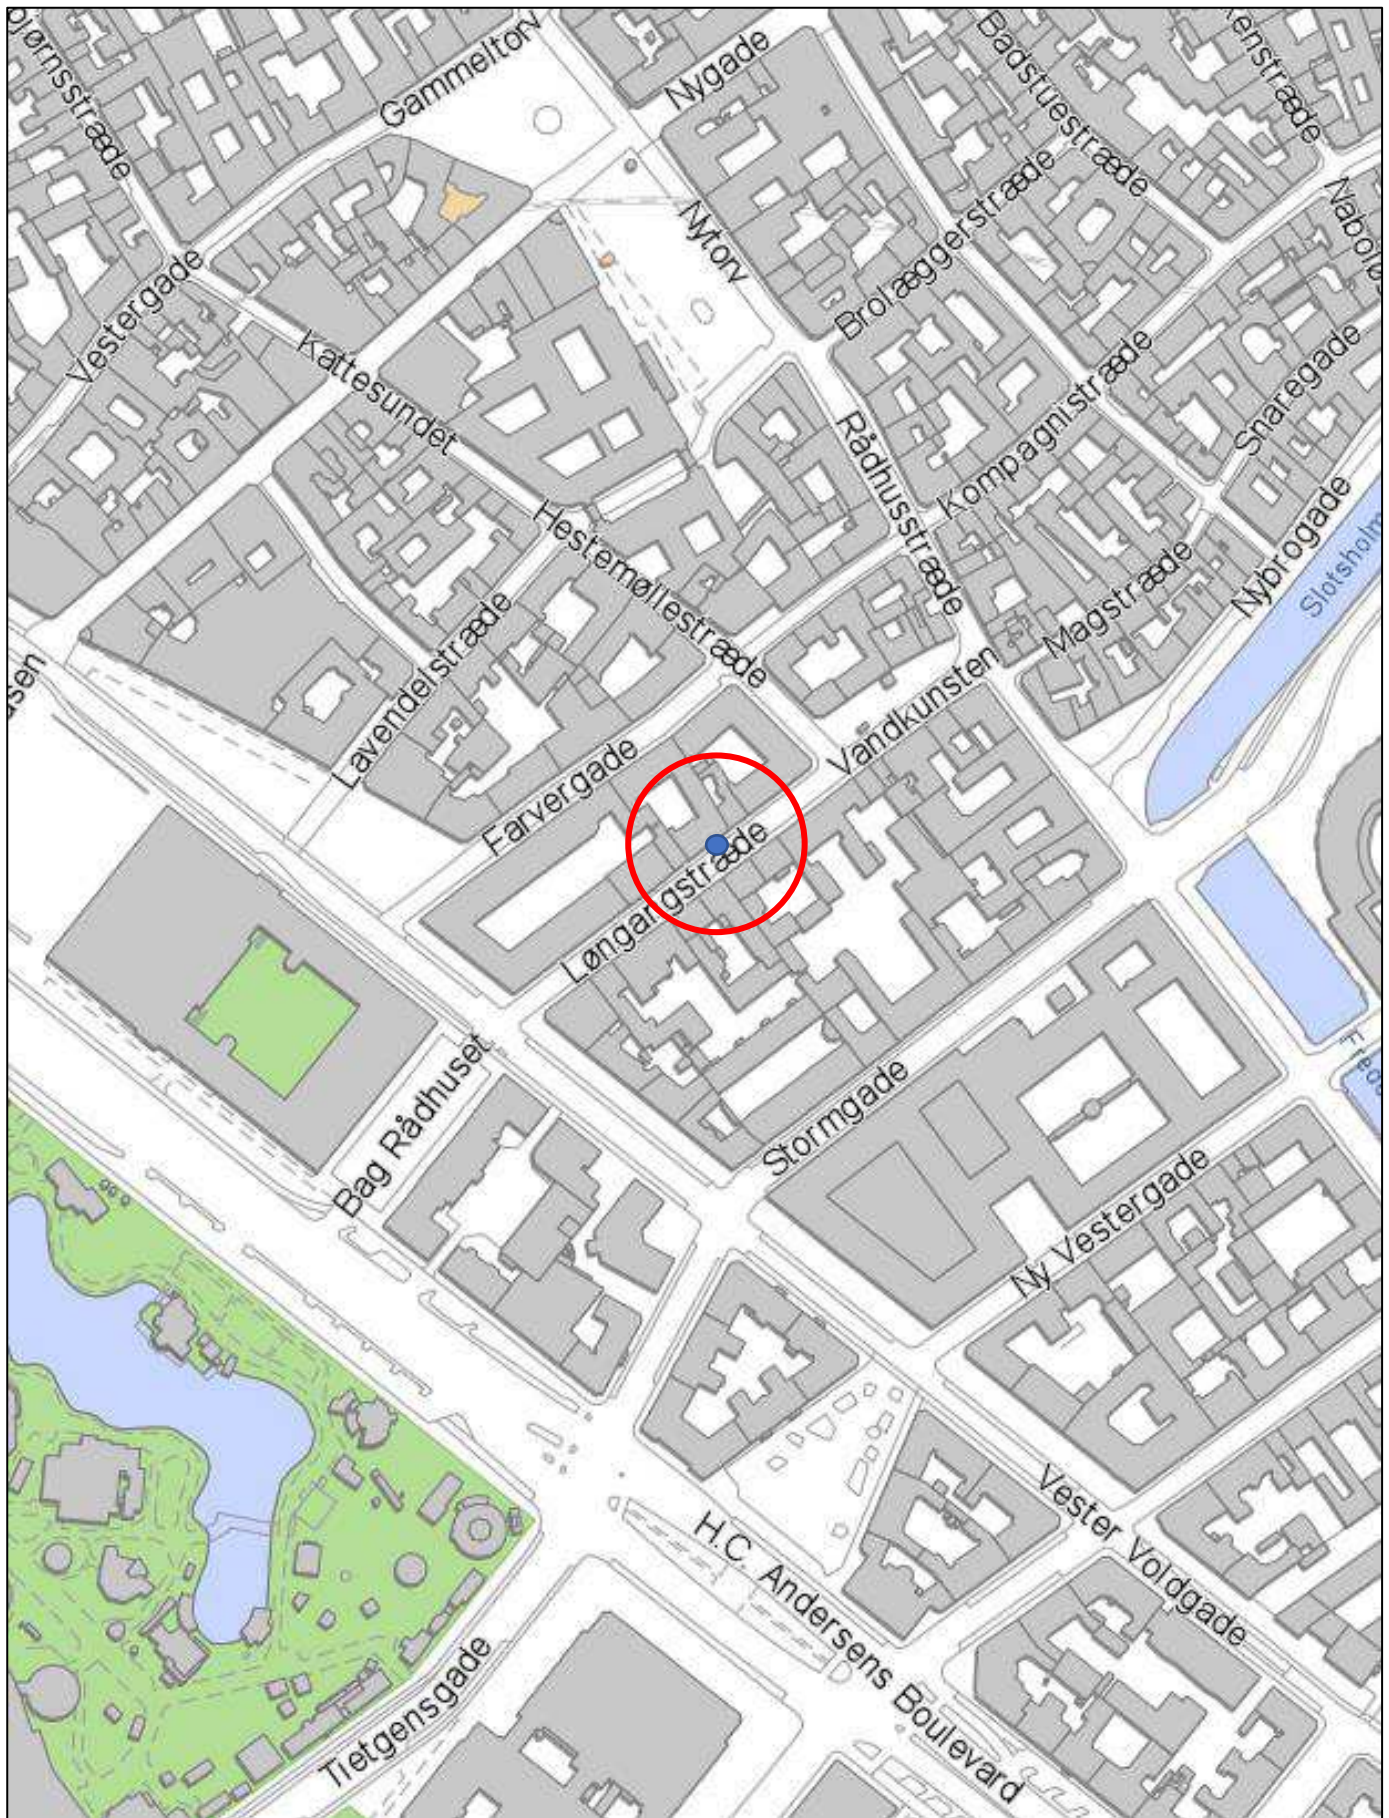 Gammeltorv
Nygade
Badstuestræde
Vestergade
Nytorv
Brolæggerstræde
Kattesundet
Rådhusstræde
Kompagnistræde
Snaregade
Hestemøllestræde
Nybrogade
Slotsholm
Magstræde
Lavendelstræde
Vandkunsten
Farvergade
Løngangstræde
Bag Rådhuset
Stormgade
Ny Vestergade
Vester Voldgade
H.C. Andersens Boulevard
Tietgensgade